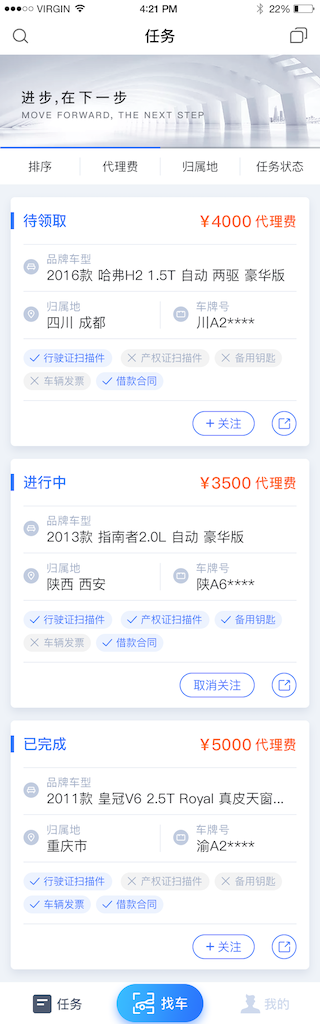 VIRGIN 4:21 PM 22%
任务
进步,在下一步
MOVE FORWARD, THE NEXT STEP
排序 代理费 归属地 任务状态
待领取 ¥4000 代理费
品牌车型
2016款 哈弗H2 1.5T 自动 两驱 豪华版
归属地 车牌号
四川 成都 川A2****
行驶证扫描件 产权证扫描件 备用钥匙
车辆发票 借款合同
+ 关注
进行中 ¥3500 代理费
品牌车型
2013款 指南者2.0L 自动 豪华版
归属地 车牌号
陕西 西安 陕A6****
行驶证扫描件 产权证扫描件 备用钥匙
车辆发票 借款合同
取消关注
已完成 ¥5000 代理费
品牌车型
2011款 皇冠V6 2.5T Royal 真皮天窗...
归属地 车牌号
重庆市 渝A2****
行驶证扫描件 产权证扫描件 备用钥匙
车辆发票 借款合同
+ 关注
任务 找车 我的